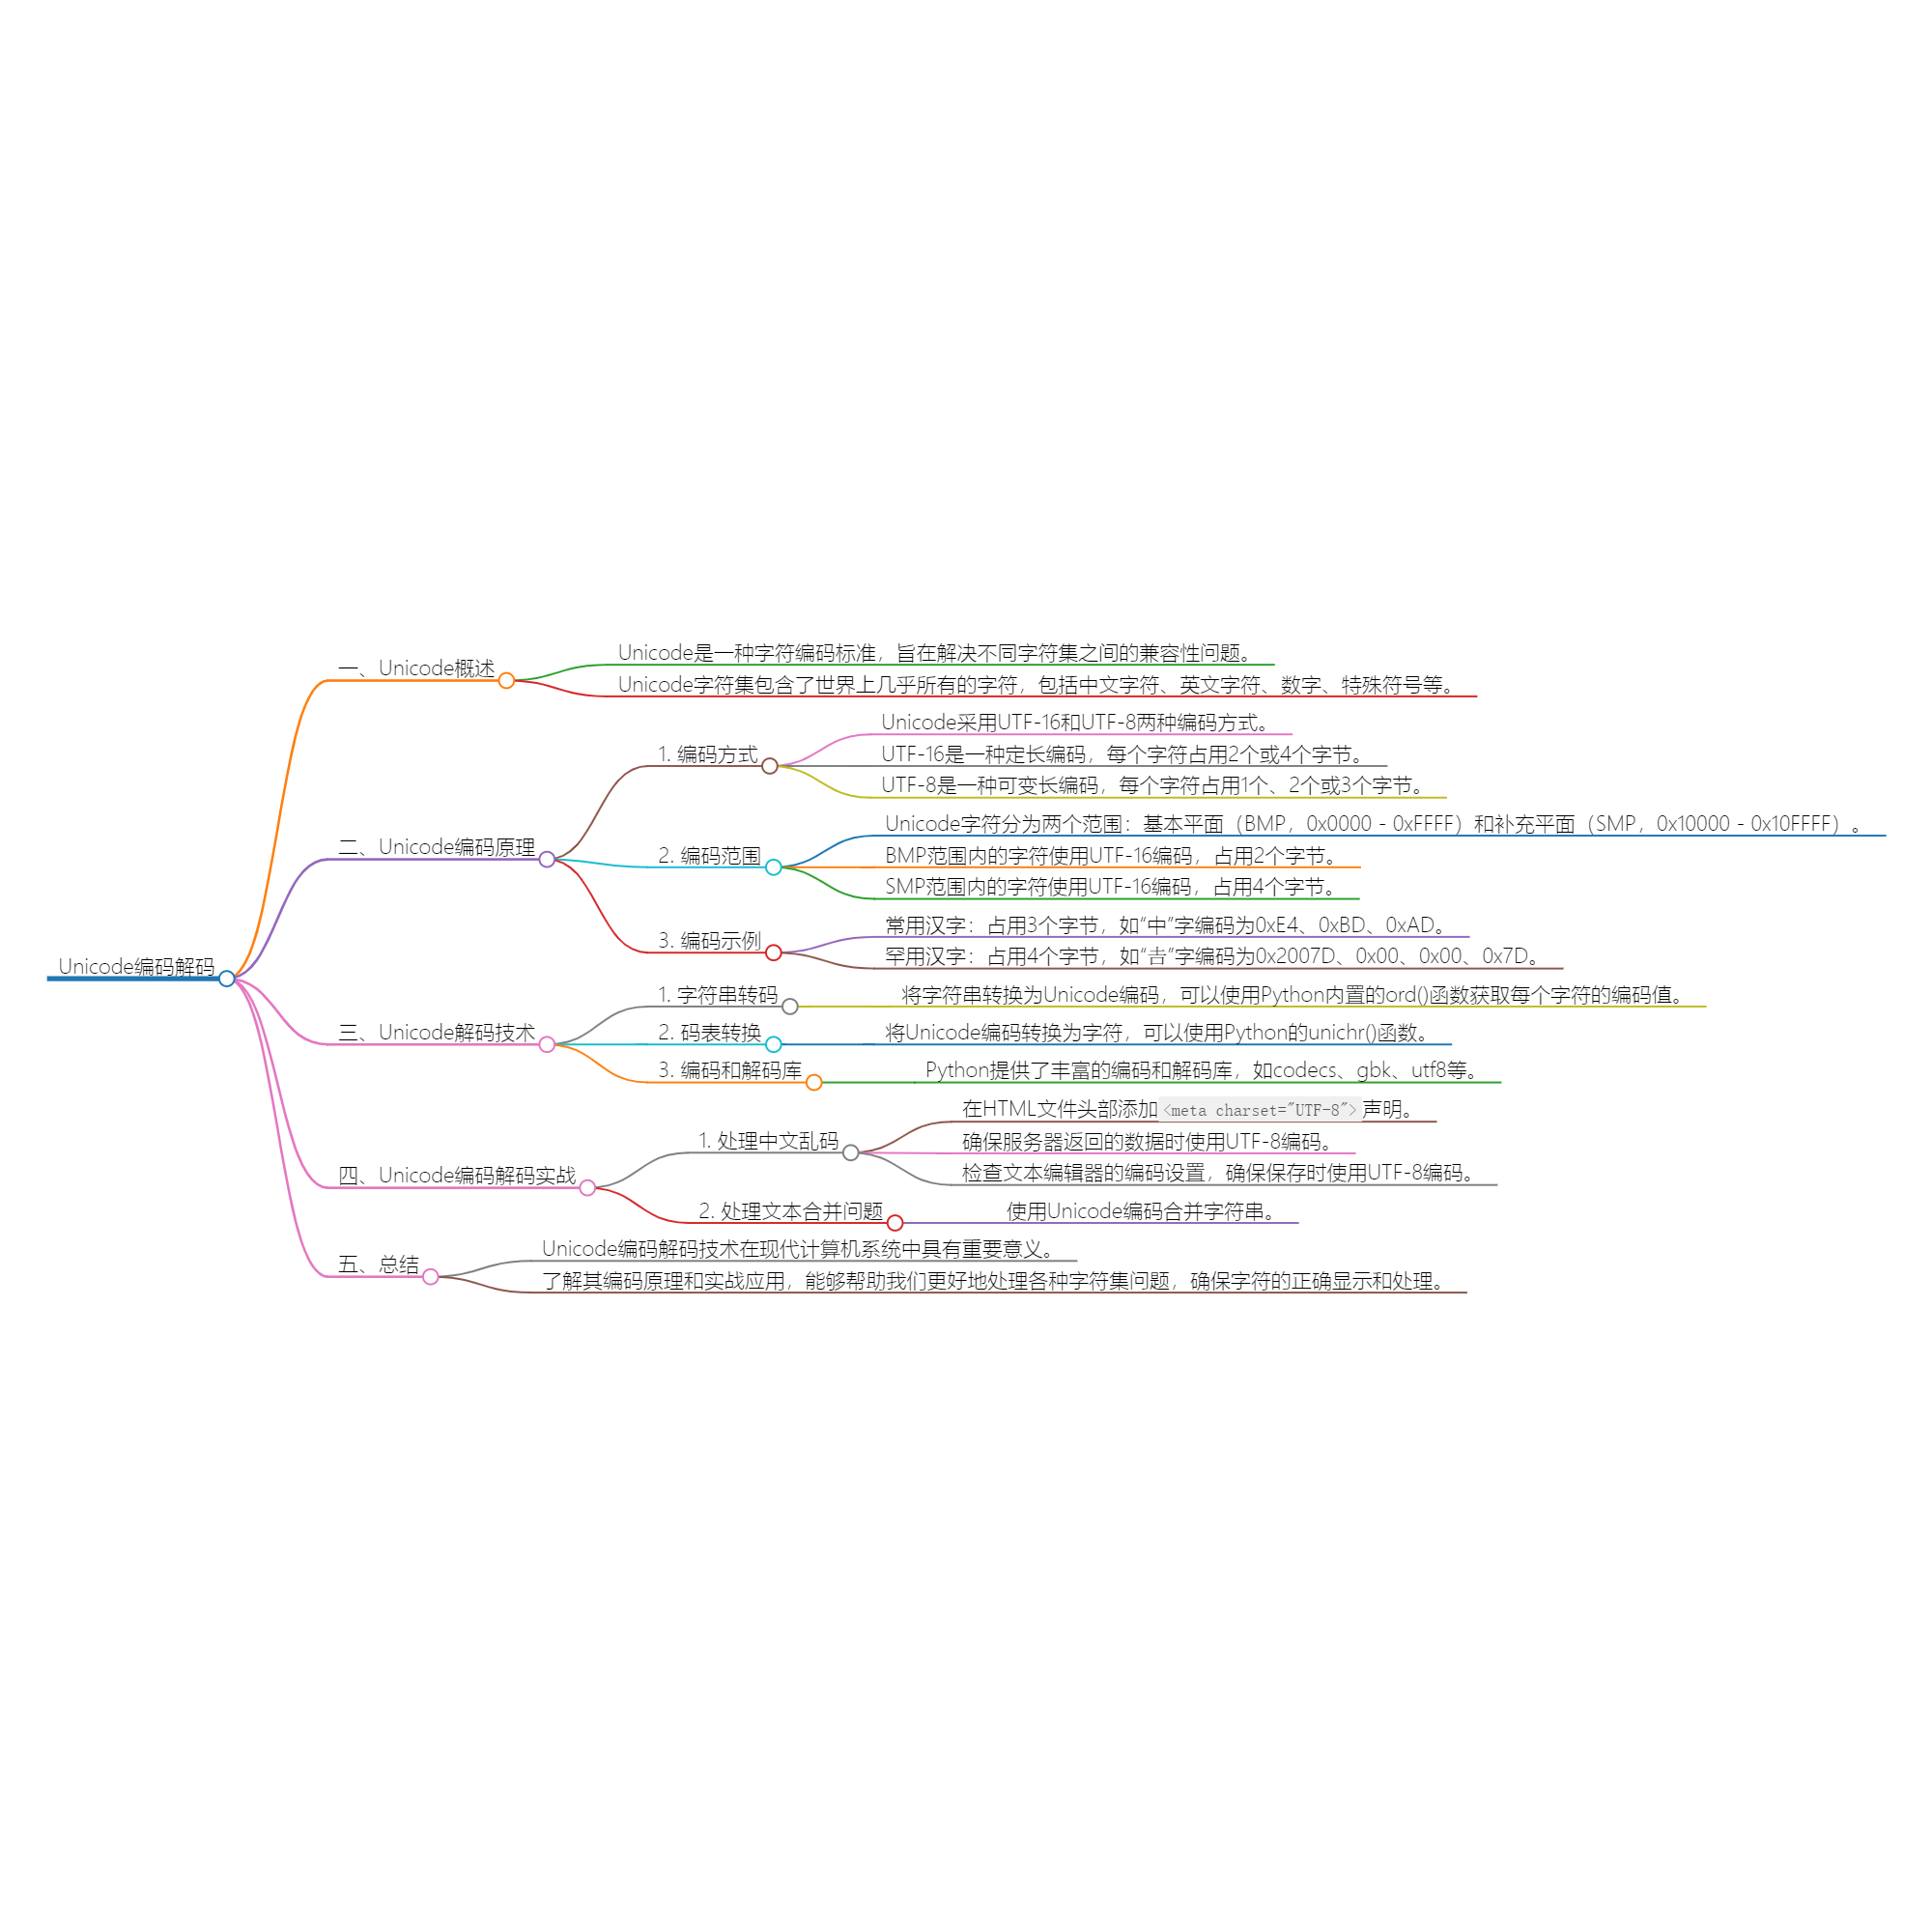 Unicode编码解码
一、Unicode概述
Unicode是一种字符编码标准，旨在解决不同字符集之间的兼容性问题。
Unicode字符集包含了世界上几乎所有的字符，包括中文字符、英文字符、数字、特殊符号等。
二、Unicode编码原理
1. 编码方式
Unicode采用UTF-16和UTF-8两种编码方式。
UTF-16是一种定长编码，每个字符占用2个或4个字节。
UTF-8是一种可变长编码，每个字符占用1个、2个或3个字节。
2. 编码范围
Unicode字符分为两个范围：基本平面（BMP，0x0000 - 0xFFFF）和补充平面（SMP，0x10000 - 0x10FFFF）。
BMP范围内的字符使用UTF-16编码，占用2个字节。
SMP范围内的字符使用UTF-16编码，占用4个字节。
3. 编码示例
常用汉字：占用3个字节，如“中”字编码为0xE4、0xBD、0xAD。
罕用汉字：占用4个字节，如“𠮷”字编码为0x2007D、0x00、0x00、0x7D。
三、Unicode解码技术
1. 字符串转码
将字符串转换为Unicode编码，可以使用Python内置的ord()函数获取每个字符的编码值。
2. 码表转换
将Unicode编码转换为字符，可以使用Python的unichr()函数。
3. 编码和解码库
Python提供了丰富的编码和解码库，如codecs、gbk、utf8等。
四、Unicode编码解码实战
1. 处理中文乱码
在HTML文件头部添加<meta charset="UTF-8">声明。
确保服务器返回的数据时使用UTF-8编码。
检查文本编辑器的编码设置，确保保存时使用UTF-8编码。
2. 处理文本合并问题
使用Unicode编码合并字符串。
五、总结
Unicode编码解码技术在现代计算机系统中具有重要意义。
了解其编码原理和实战应用，能够帮助我们更好地处理各种字符集问题，确保字符的正确显示和处理。